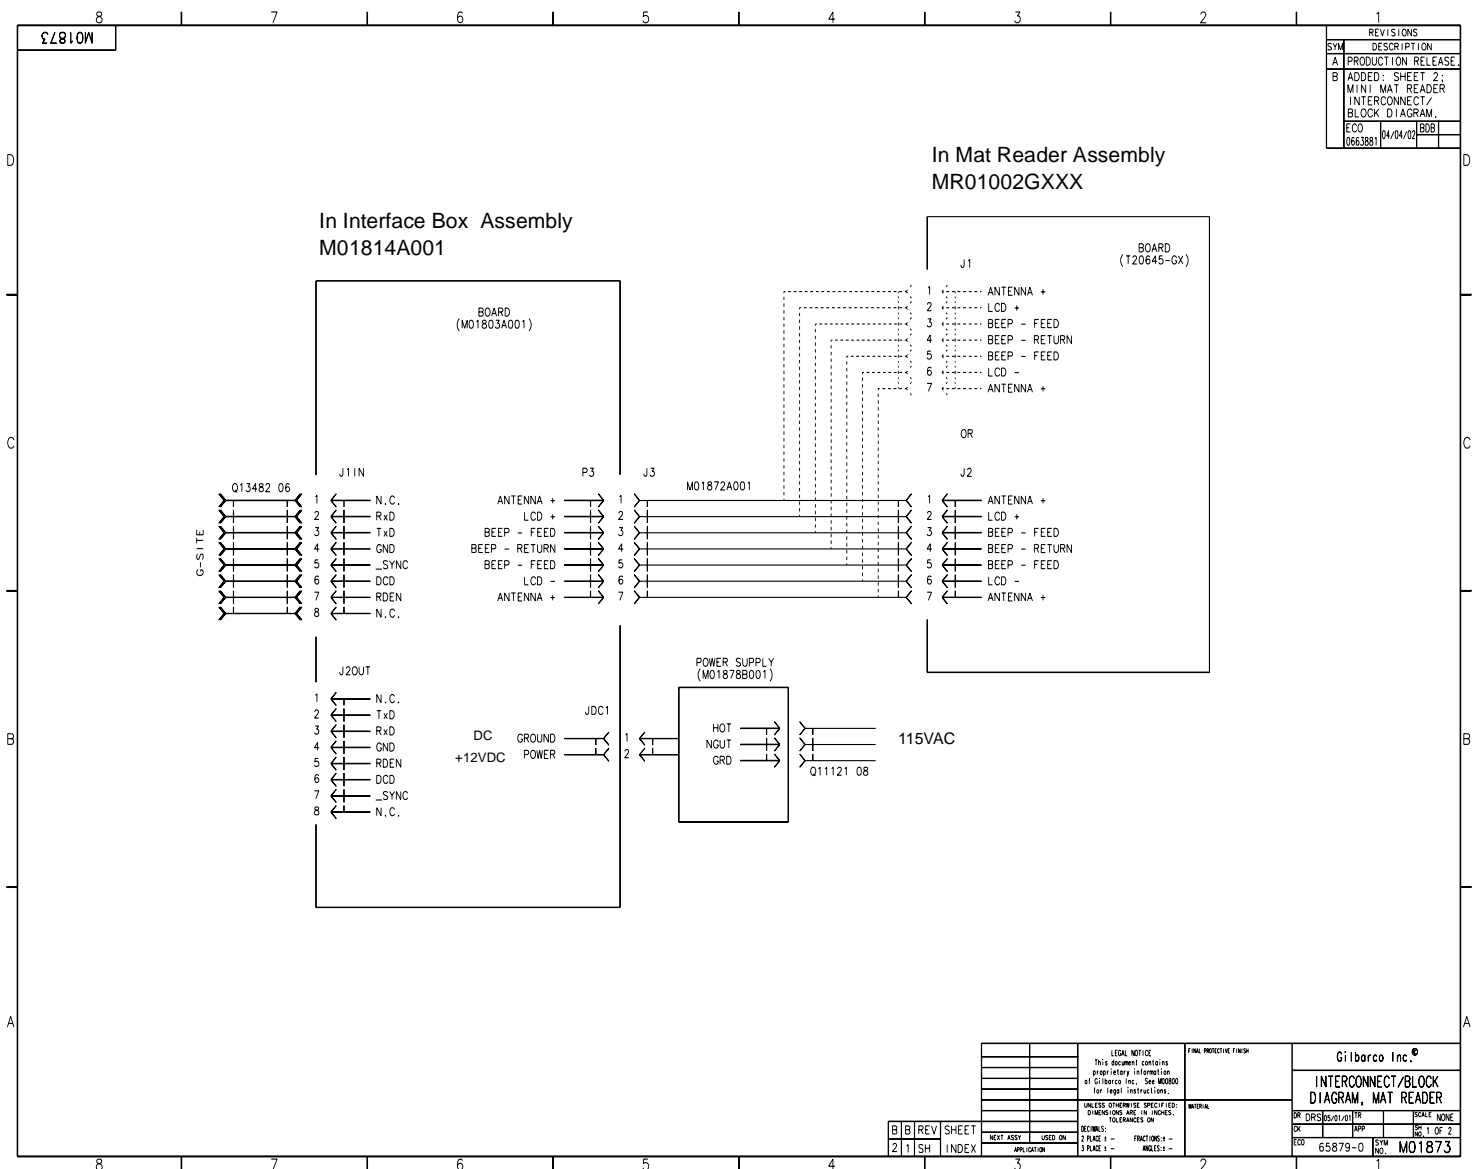 8 7 6 5 4 3 2 1
M01873
REVISIONS
SYM DESCRIPTION
A PRODUCTION RELEASE.
B ADDED: SHEET 2;
MINI MAT READER
INTERCONNECT/
BLOCK DIAGRAM.
ECO
0663881 04/04/02 BDB
D D
In Mat Reader Assembly
MR01002GXXX
In Interface Box Assembly
M01814A001
BOARD
(T20645-GX)
J1
1 ANTENNA +
2 LCD +
3 BEEP - FEED
4 BEEP - RETURN
5 BEEP - FEED
6 LCD -
7 ANTENNA +
BOARD
(M01803A001)
OR
C C
J1IN
Q13482 06
G-SITE
1 N.C.
2 RxD
3 TxD
4 GND
5 _SYNC
6 DCD
7 RDEN
8 N.C.
P3 J3
M01872A001
ANTENNA + 1
LCD + 2
BEEP - FEED 3
BEEP - RETURN 4
BEEP - FEED 5
LCD - 6
ANTENNA + 7
J2
1 ANTENNA +
2 LCD +
3 BEEP - FEED
4 BEEP - RETURN
5 BEEP - FEED
6 LCD -
7 ANTENNA +
J2OUT
1 N.C.
2 TxD
3 RxD
4 GND
5 RDEN
6 DCD
7 _SYNC
8 N.C.
JDC1
DC GROUND 1
+12VDC POWER 2
POWER SUPPLY
(M01878B001)
HOT
NGUT
GRD
115VAC
Q11121 08
B B
A A
LEGAL NOTICE
This document contains
proprietary information
of Gilbarco Inc. See M00800
for legal instructions.
FINAL PROTECTIVE FINISH
Gilbarco Inc.©
INTERCONNECT/BLOCK
DIAGRAM, MAT READER
UNLESS OTHERWISE SPECIFIED:
DIMENSIONS ARE IN INCHES.
TOLERANCES ON
DECIMALS:
2 PLACE ± - FRACTIONS:± -
3 PLACE ± - ANGLES:± -
MATERIAL
DR DRS 05/01/01 TR SCALE NONE
CK APP SH NO. 1 OF 2
ECO 65879-0 SYM NO. M01873
B B REV SHEET
2 1 SH INDEX
NEXT ASSY USED ON
APPLICATION
8 7 6 5 4 3 2 1